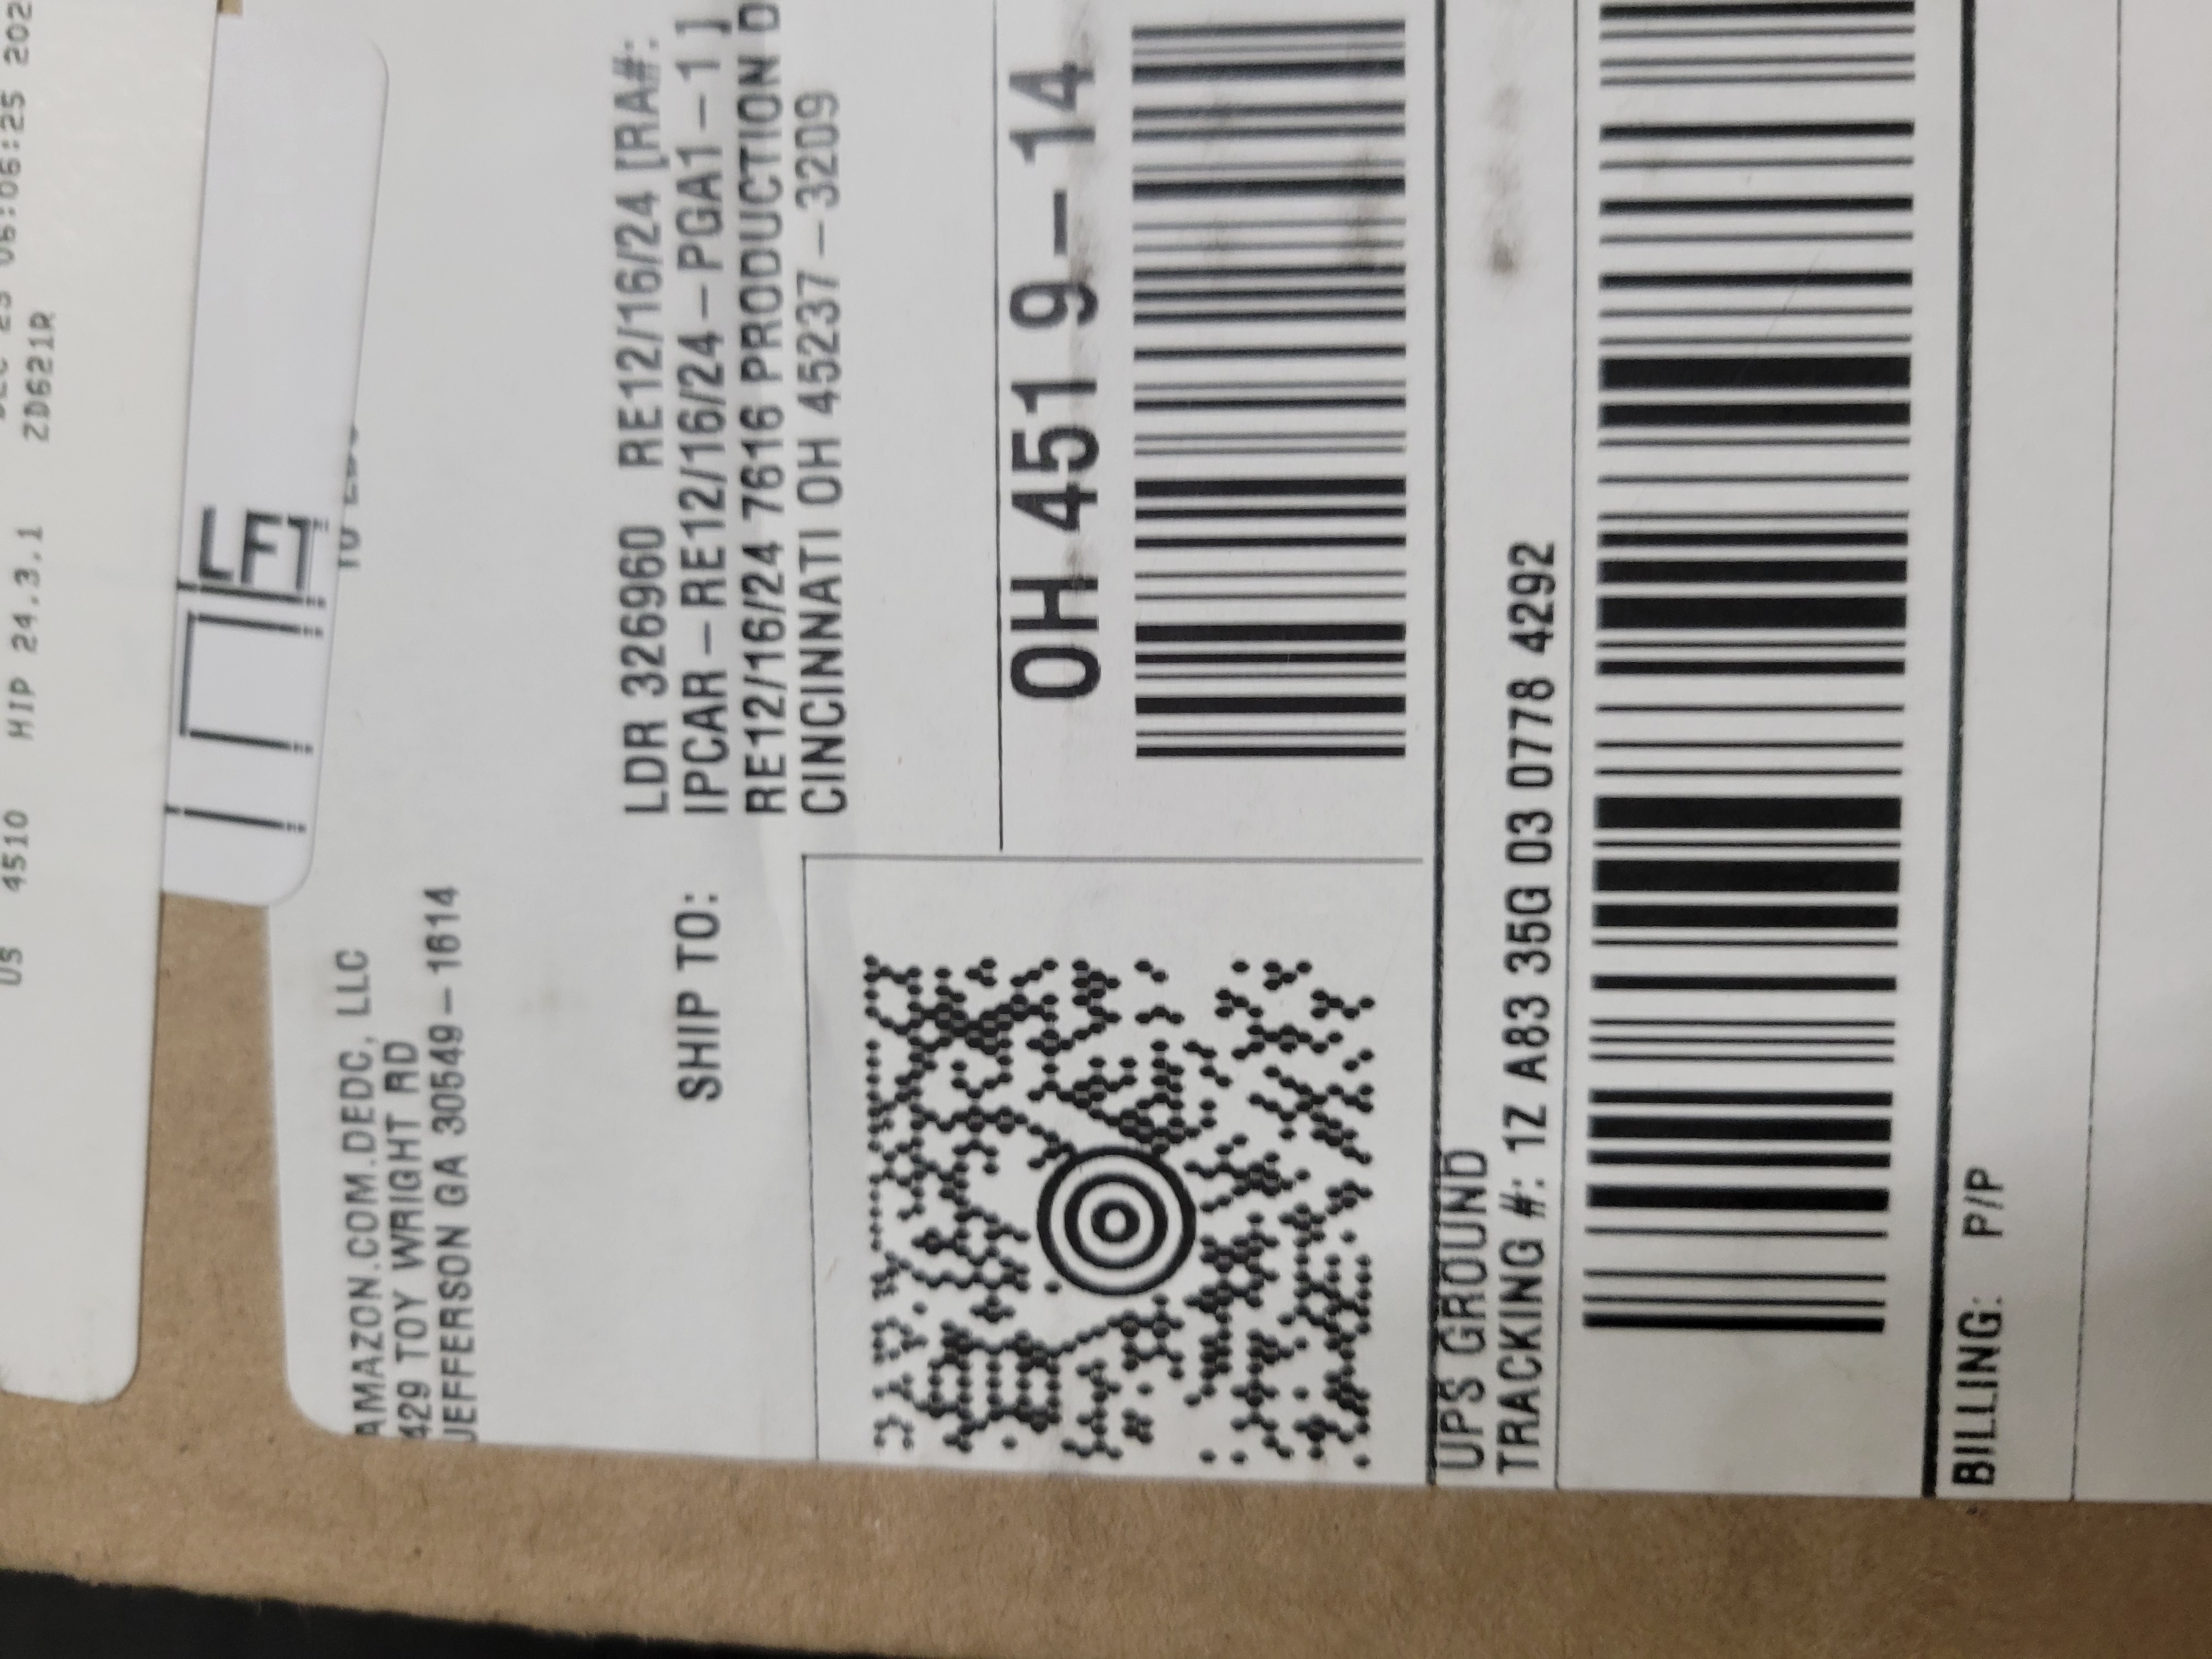 US 4510 HIP 24.3.1 ZD621R
AMAZON.COM.DEDC, LLC
429 TOY WRIGHT RD
JEFFERSON GA 30549-1614
SHIP TO:
LDR 326960 RE12/16/24 [RA#:
IPCAR-RE12/16/24-PGA1-1]
RE12/16/24 7616 PRODUCTION D
CINCINNATI OH 45237-3209
OH 451 9-14
UPS GROUND
TRACKING #: 1Z A83 35G 03 0778 4292
BILLING: P/P